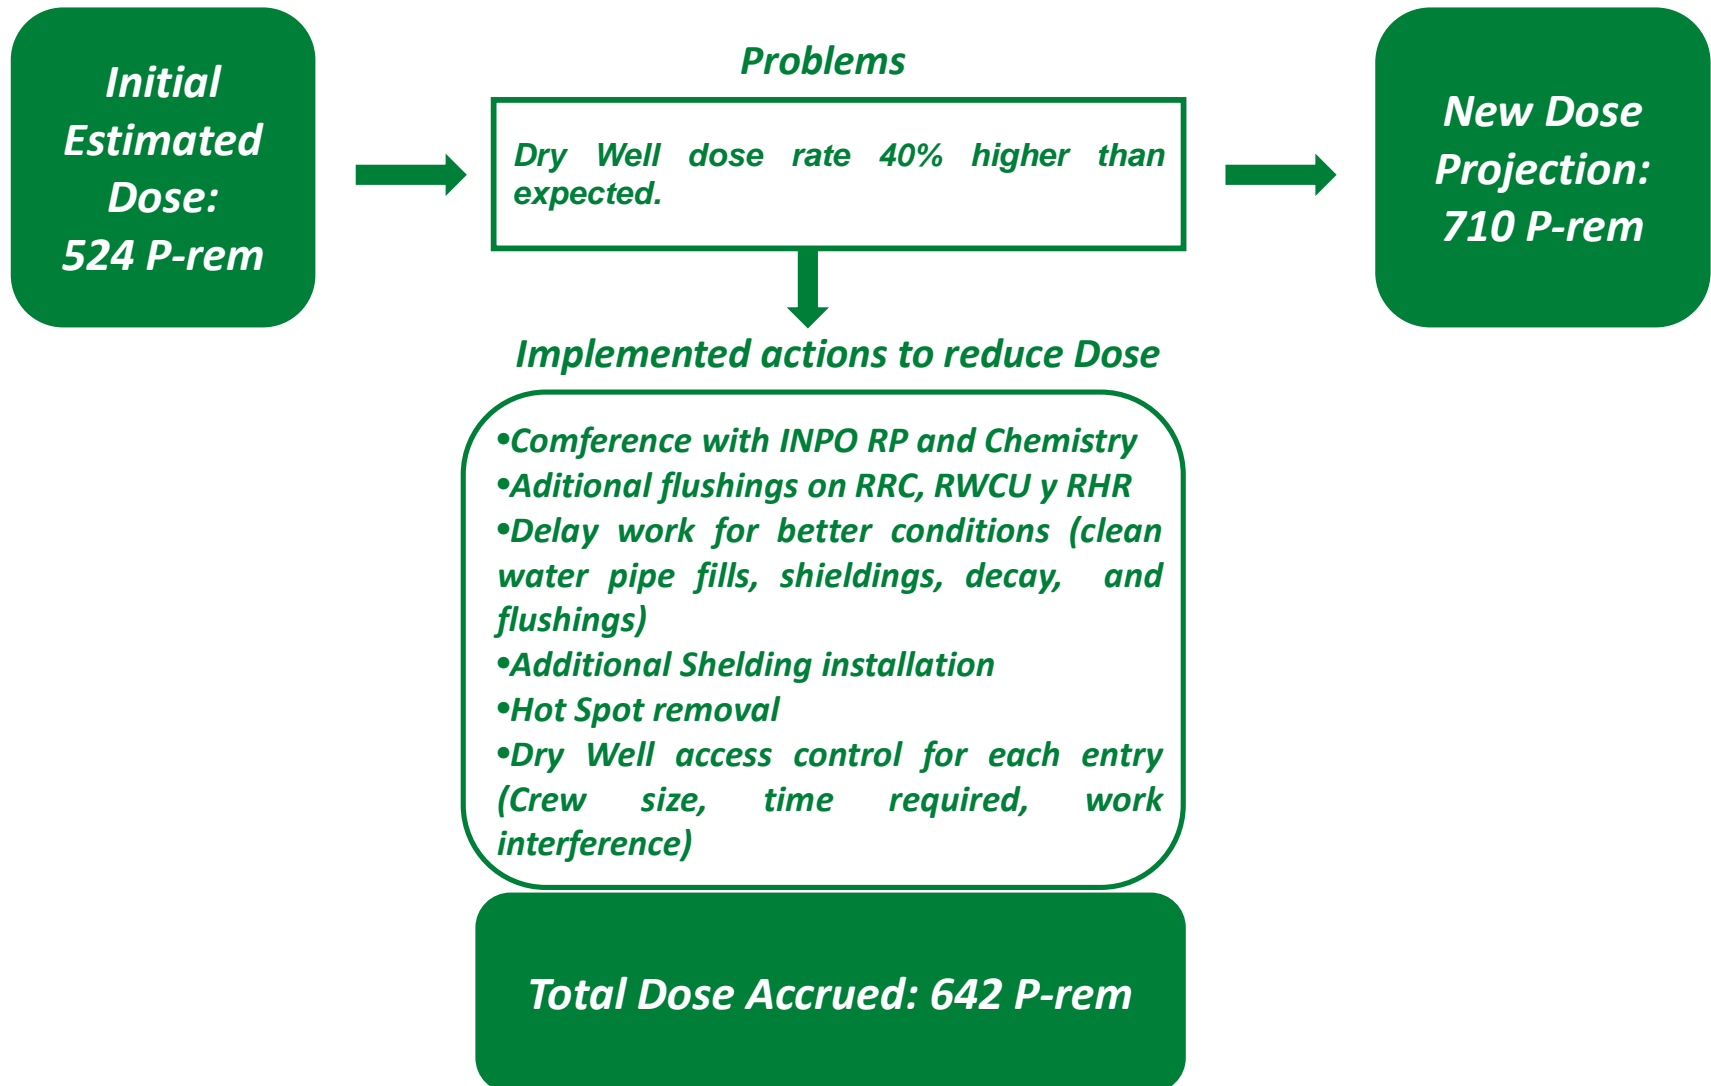 Initial
Estimated
Dose:
524 P-rem
Problems
Dry Well dose rate 40% higher than
expected.
New Dose
Projection:
710 P-rem
Implemented actions to reduce Dose
•Comference with INPO RP and Chemistry
•Aditional flushings on RRC, RWCU y RHR
•Delay work for better conditions (clean
water pipe fills, shieldings, decay, and
flushings)
•Additional Shelding installation
•Hot Spot removal
•Dry Well access control for each entry
(Crew size, time required, work
interference)
Total Dose Accrued: 642 P-rem